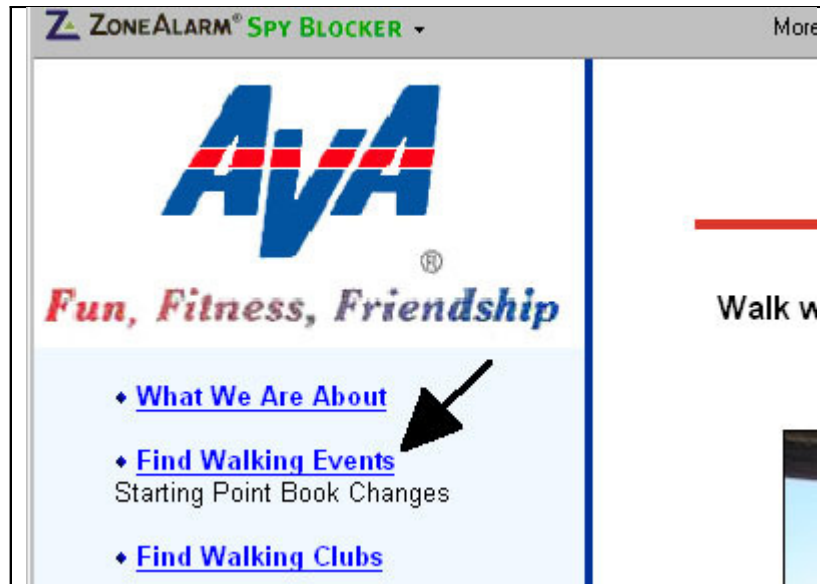 ZONEALARM® SPY BLOCKER
More
AVA
®
Fun, Fitness, Friendship
Walk w
What We Are About
Find Walking Events
Starting Point Book Changes
Find Walking Clubs